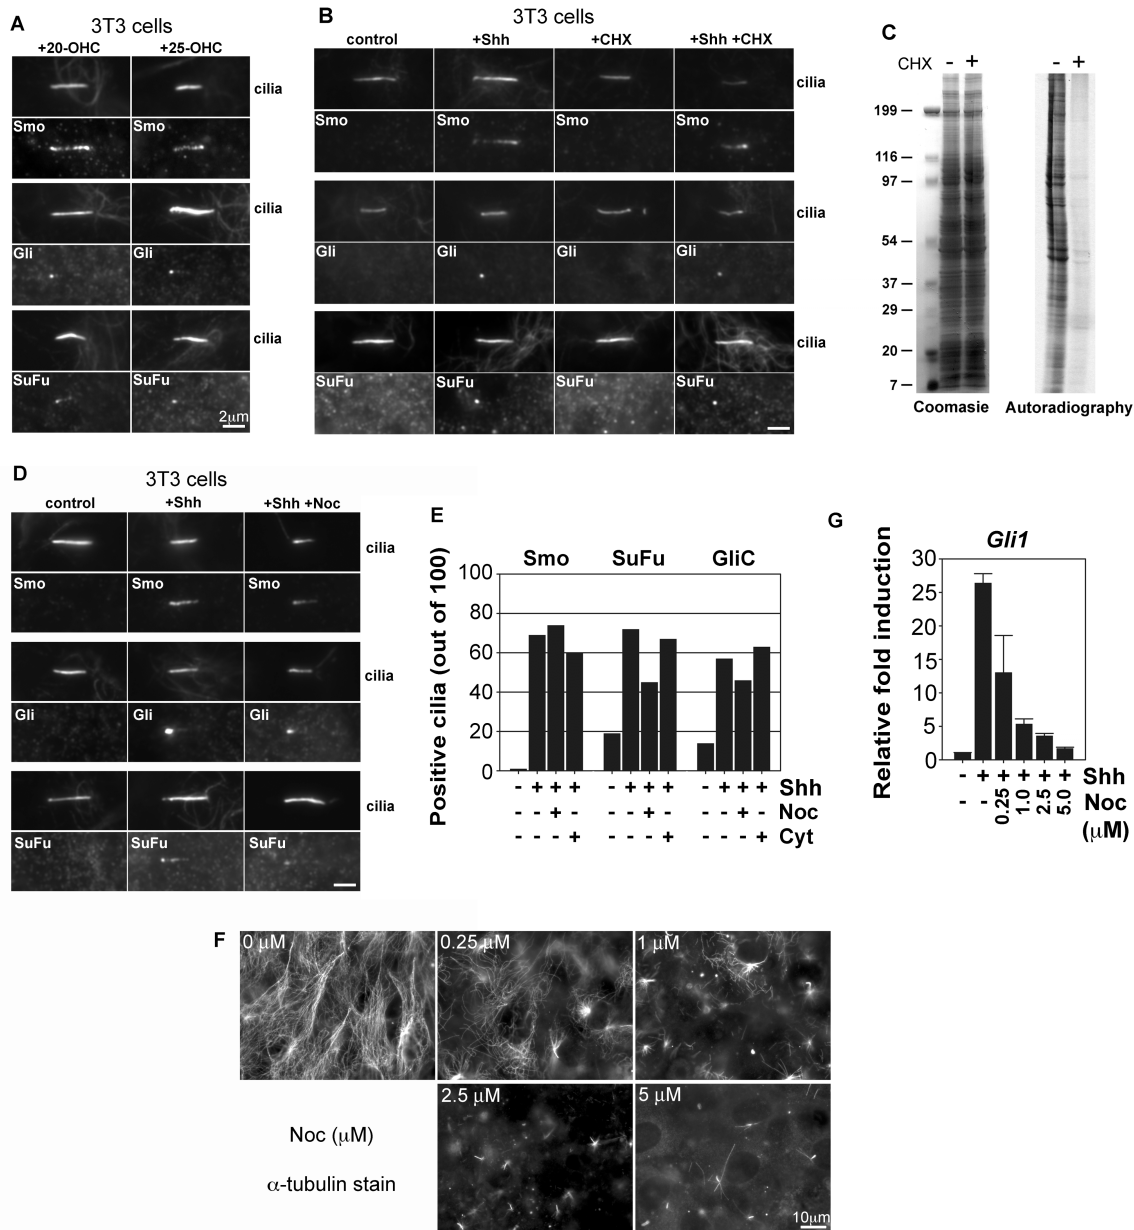 A
3T3 cells
+20-OHC +25-OHC
cilia
Smo Smo
cilia
Gli Gli
cilia
SuFu SuFu
2μm
B
3T3 cells
control +Shh +CHX +Shh +CHX
cilia
Smo Smo Smo Smo
cilia
Gli Gli Gli Gli
cilia
SuFu SuFu SuFu SuFu
C
CHX - + - +
199
116
97
54
37
29
20
7
Coomasie Autoradiography
D
3T3 cells
control +Shh +Shh +Noc
cilia
Smo Smo Smo
cilia
Gli Gli Gli
cilia
SuFu SuFu SuFu
E
Smo SuFu GliC
Positive cilia (out of 100)
100
80
60
40
20
0
- + + + - + + + - + + + Shh
- - + - - - + - - - + - Noc
- - - + - - - + - - - + Cyt
G
Gli1
Relative fold induction
30
25
20
15
10
5
0
- + + + + + Shh
- - 0.25 1.0 2.5 5.0 Noc
(μM)
F
0 μM 0.25 μM 1 μM
2.5 μM 5 μM
Noc (μM)
α-tubulin stain
10μm